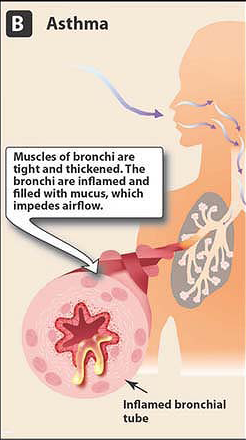 B Asthma
Muscles of bronchi are
tight and thickened. The
bronchi are inflamed and
filled with mucus, which
impedes airflow.
Inflamed bronchial
tube